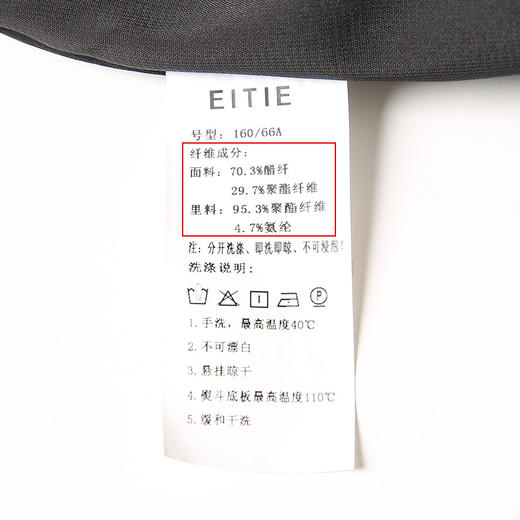 EITIE
号型: 160/66A
纤维成分:
面料: 70.3%醋纤
29.7%聚酯纤维
里料: 95.3%聚酯纤维
4.7%氨纶
注: 分开洗涤、即洗即晾、不可浸泡!
洗涤说明:
P
1.手洗，最高温度40℃
2.不可漂白
3.悬挂晾干
4.熨斗底板最高温度110℃
5.缓和干洗